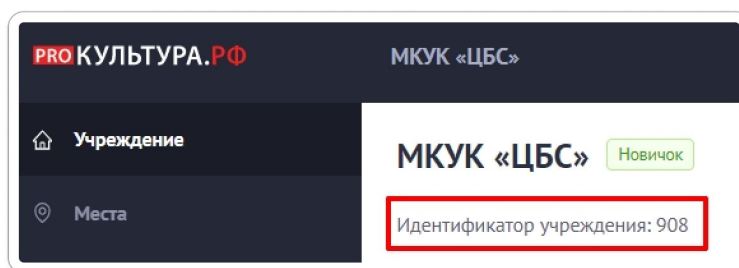 PRO КУЛЬТУРА.РФ
МКУК «ЦБС»
Учреждение
Места
МКУК «ЦБС» Новичок
Идентификатор учреждения: 908